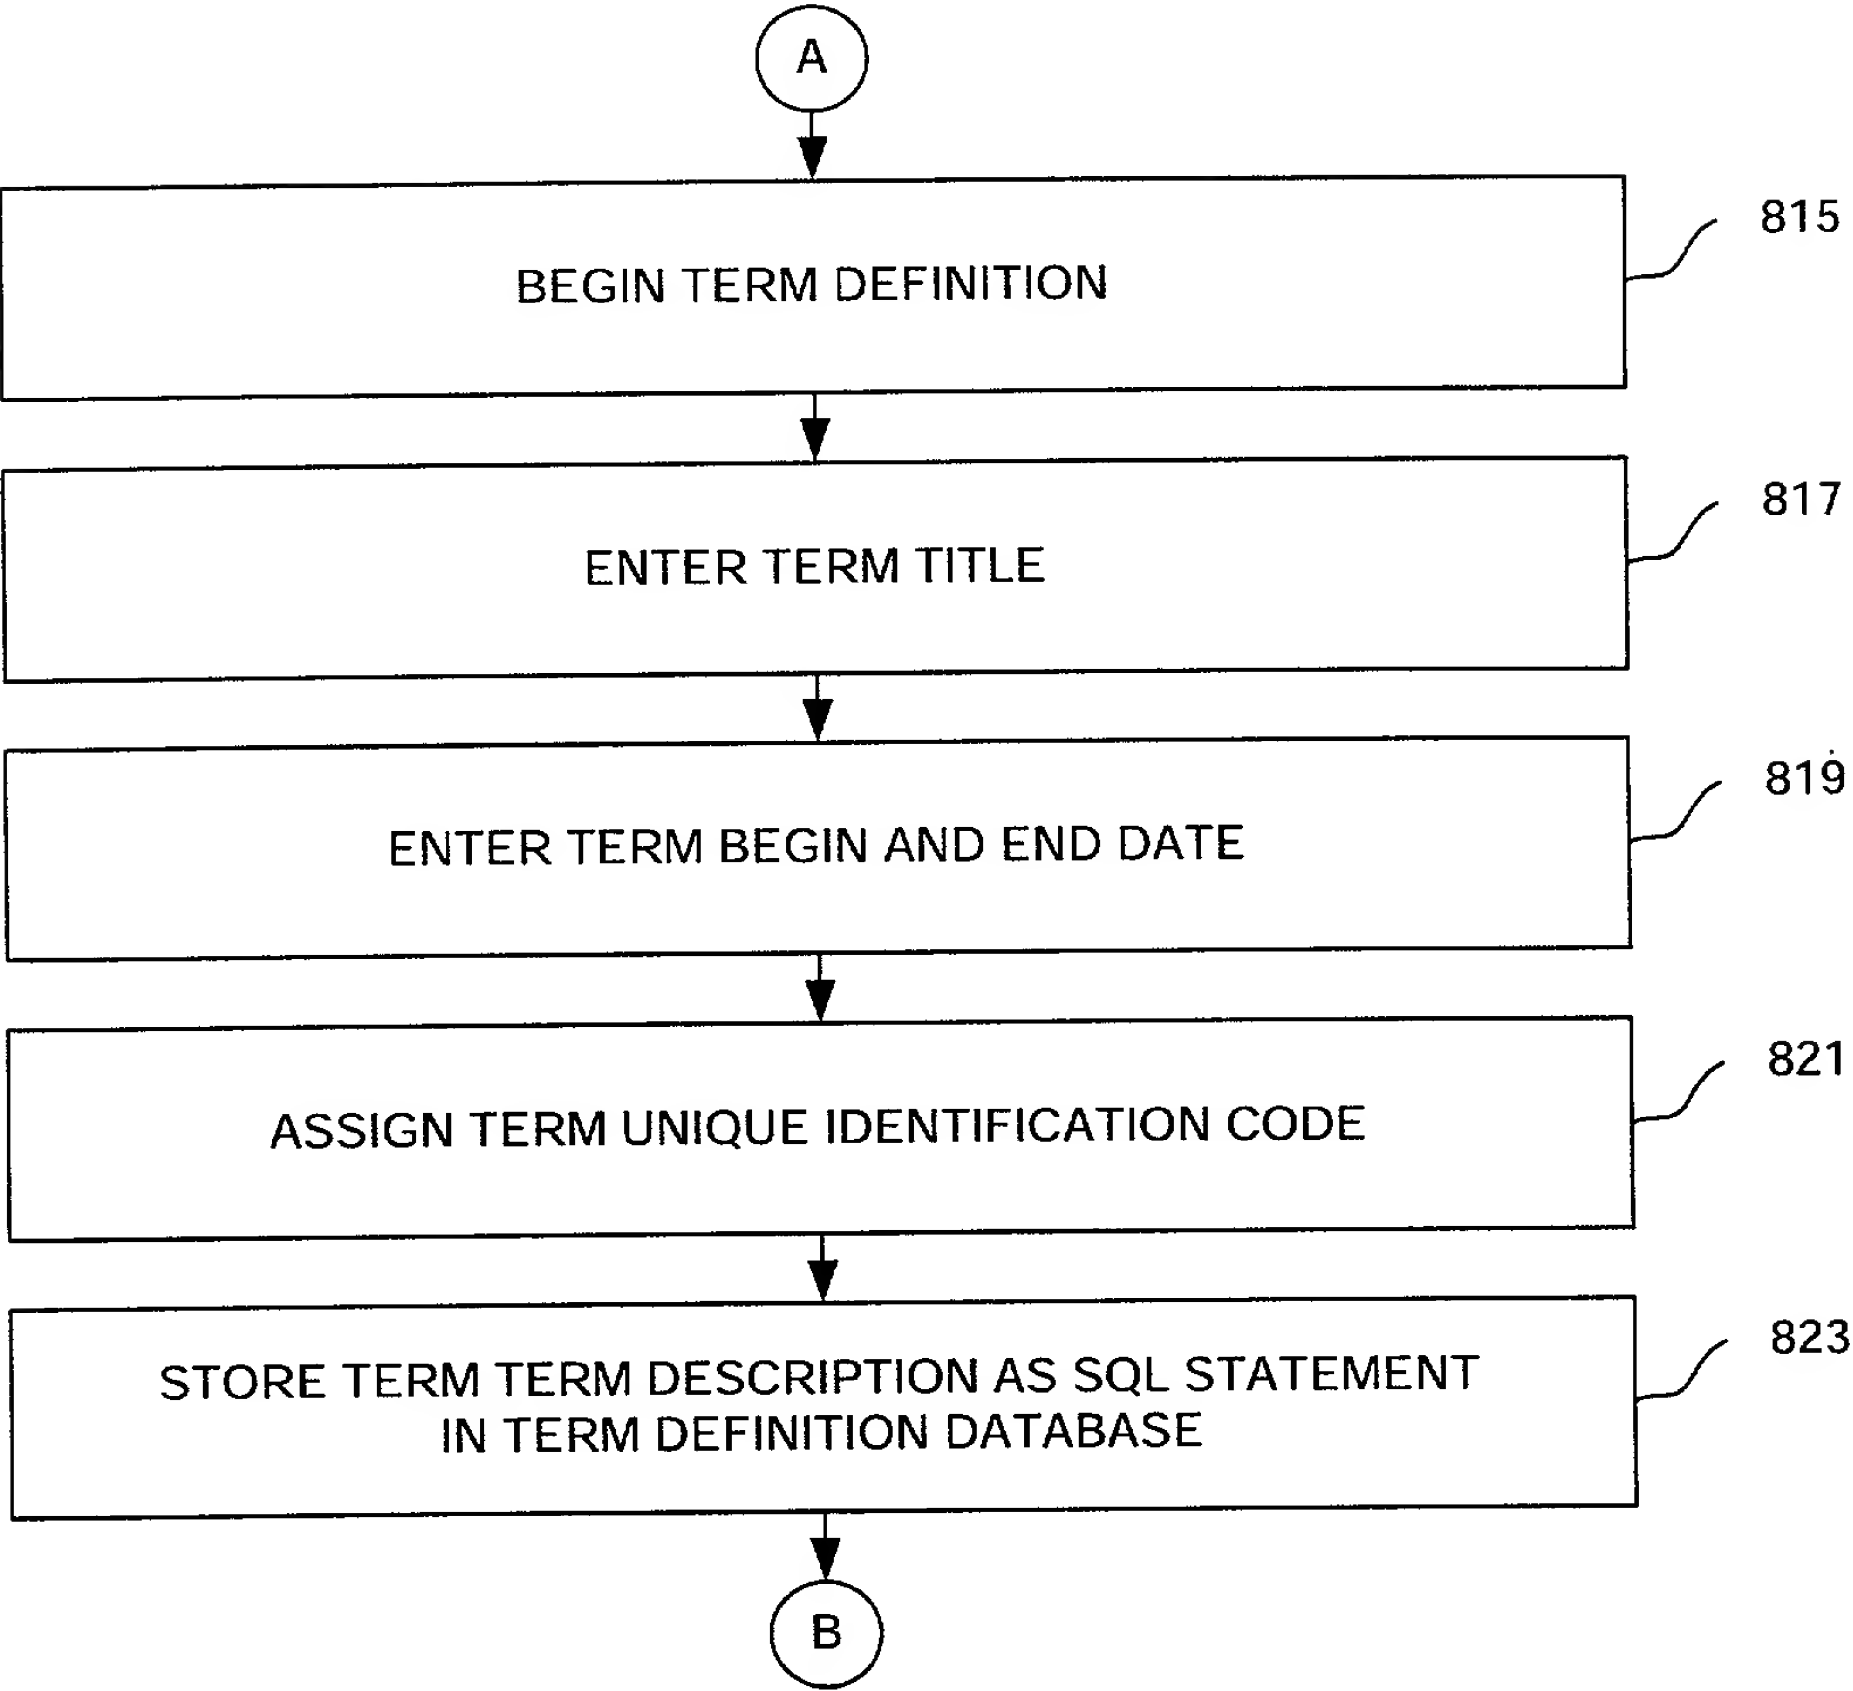 A
815
BEGIN TERM DEFINITION
817
ENTER TERM TITLE
819
ENTER TERM BEGIN AND END DATE
821
ASSIGN TERM UNIQUE IDENTIFICATION CODE
823
STORE TERM TERM DESCRIPTION AS SQL STATEMENT
IN TERM DEFINITION DATABASE
B